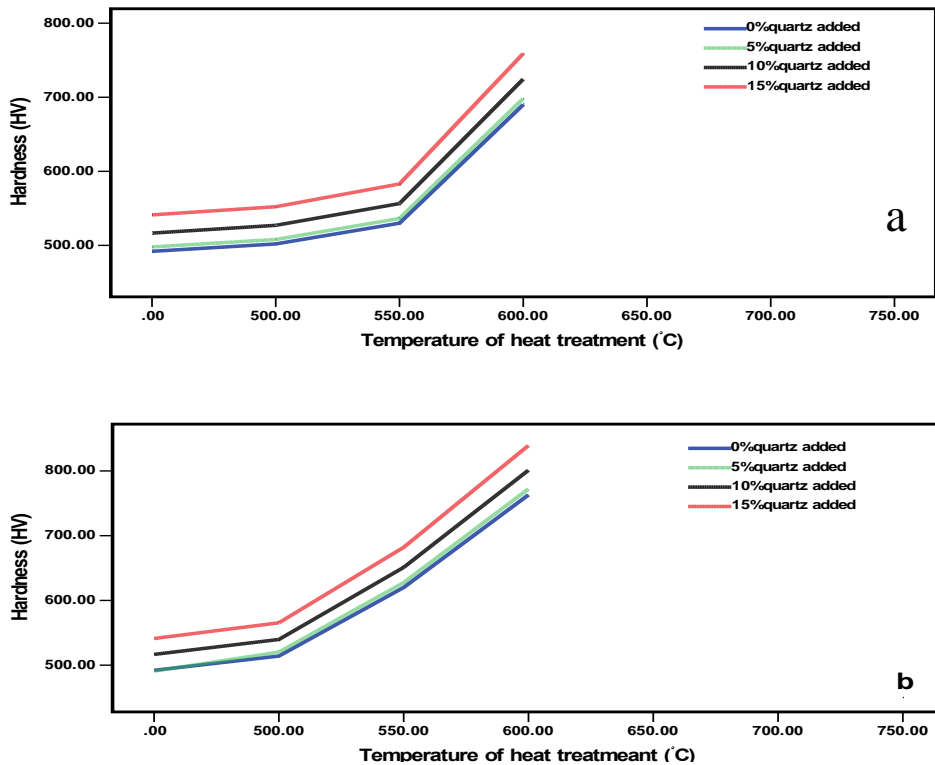 800.00
700.00
600.00
500.00
Hardness (HV)
0%quartz added
5%quartz added
10%quartz added
15%quartz added
a
.00 500.00 550.00 600.00 650.00 700.00 750.00
Temperature of heat treatment (°C)
800.00
700.00
600.00
500.00
Hardness (HV)
0%quartz added
5%quartz added
10%quartz added
15%quartz added
b
.00 500.00 550.00 600.00 650.00 700.00 750.00
Temperature of heat treatmeant (°C)